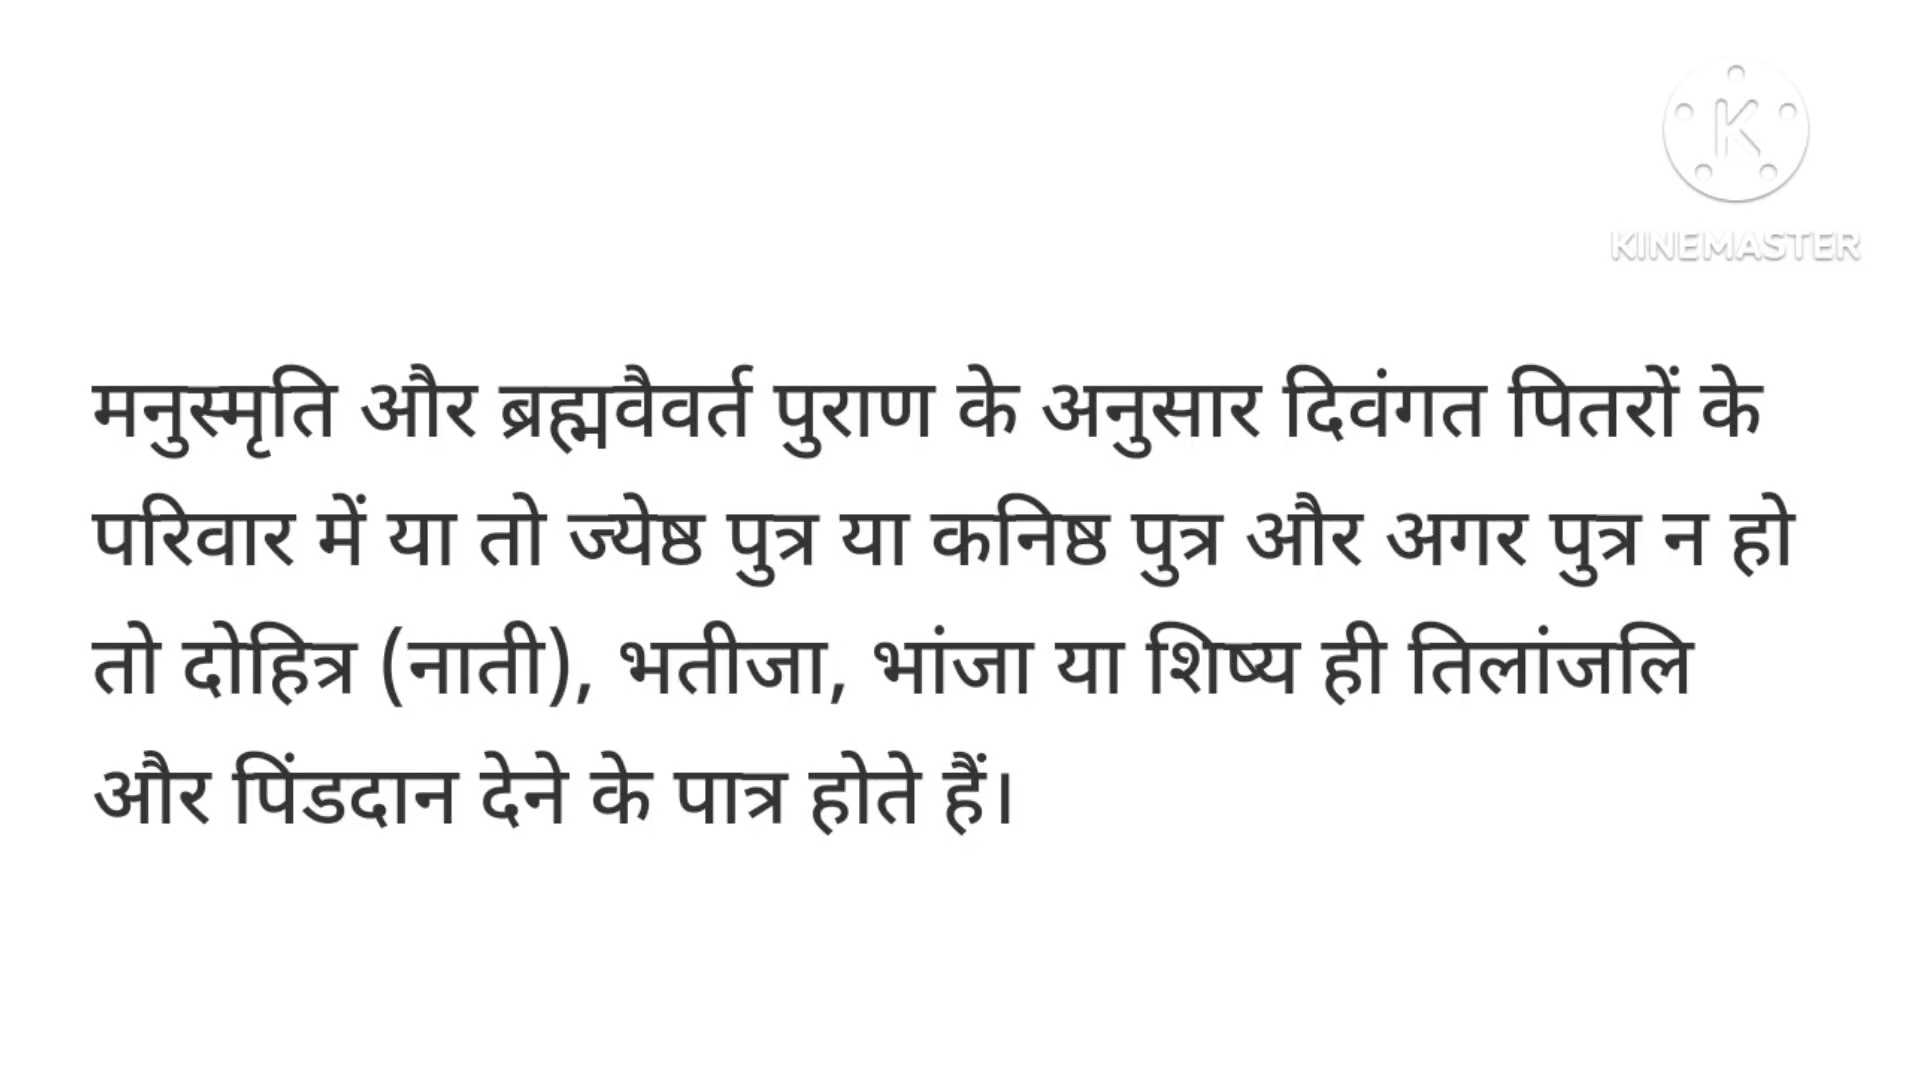 KINEMASTER
मनुस्मृति और ब्रह्मवैवर्त पुराण के अनुसार दिवंगत पितरों के
परिवार में या तो ज्येष्ठ पुत्र या कनिष्ठ पुत्र और अगर पुत्र न हो
तो दोहित्र (नाती), भतीजा, भांजा या शिष्य ही तिलांजलि
और पिंडदान देने के पात्र होते हैं।